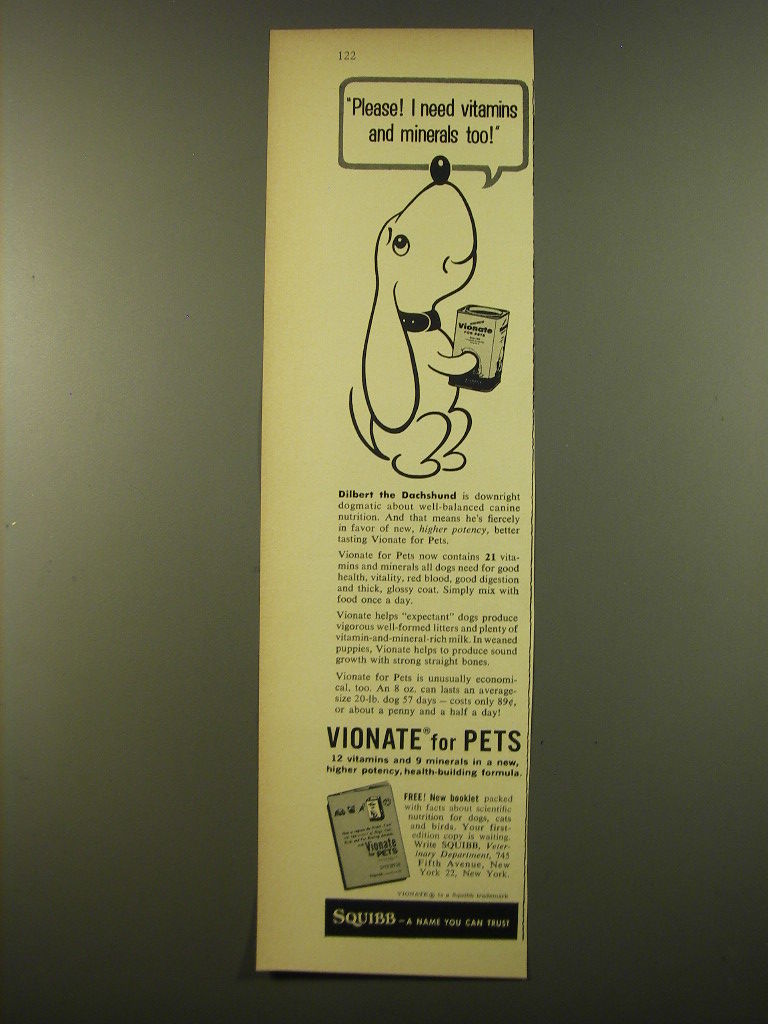 122
"Please! I need vitamins
and minerals too!"
Vionate
FOR PETS
Dilbert the Dachshund is downright
dogmatic about well-balanced canine
nutrition. And that means he's fiercely
in favor of new, higher potency, better
tasting Vionate for Pets.
Vionate for Pets now contains 21 vita-
mins and minerals all dogs need for good
health, vitality, red blood, good digestion
and thick, glossy coat. Simply mix with
food once a day.
Vionate helps "expectant" dogs produce
vigorous well-formed litters and plenty of
vitamin-and-mineral-rich milk. In weaned
puppies, Vionate helps to produce sound
growth with strong straight bones.
Vionate for Pets is unusually economi-
cal, too. An 8 oz. can lasts an average-
size 20-lb. dog 57 days — costs only 89¢,
or about a penny and a half a day!
VIONATE® for PETS
12 vitamins and 9 minerals in a new,
higher potency, health-building formula.
Vionate
for PETS
FREE! New booklet packed
with facts about scientific
nutrition for dogs, cats
and birds. Your first-
edition copy is waiting.
Write SQUIBB, Veter-
inary Department, 745
Fifth Avenue, New
York 22, New York.
VIONATE® is a Squibb trademark
SQUIBB — A NAME YOU CAN TRUST